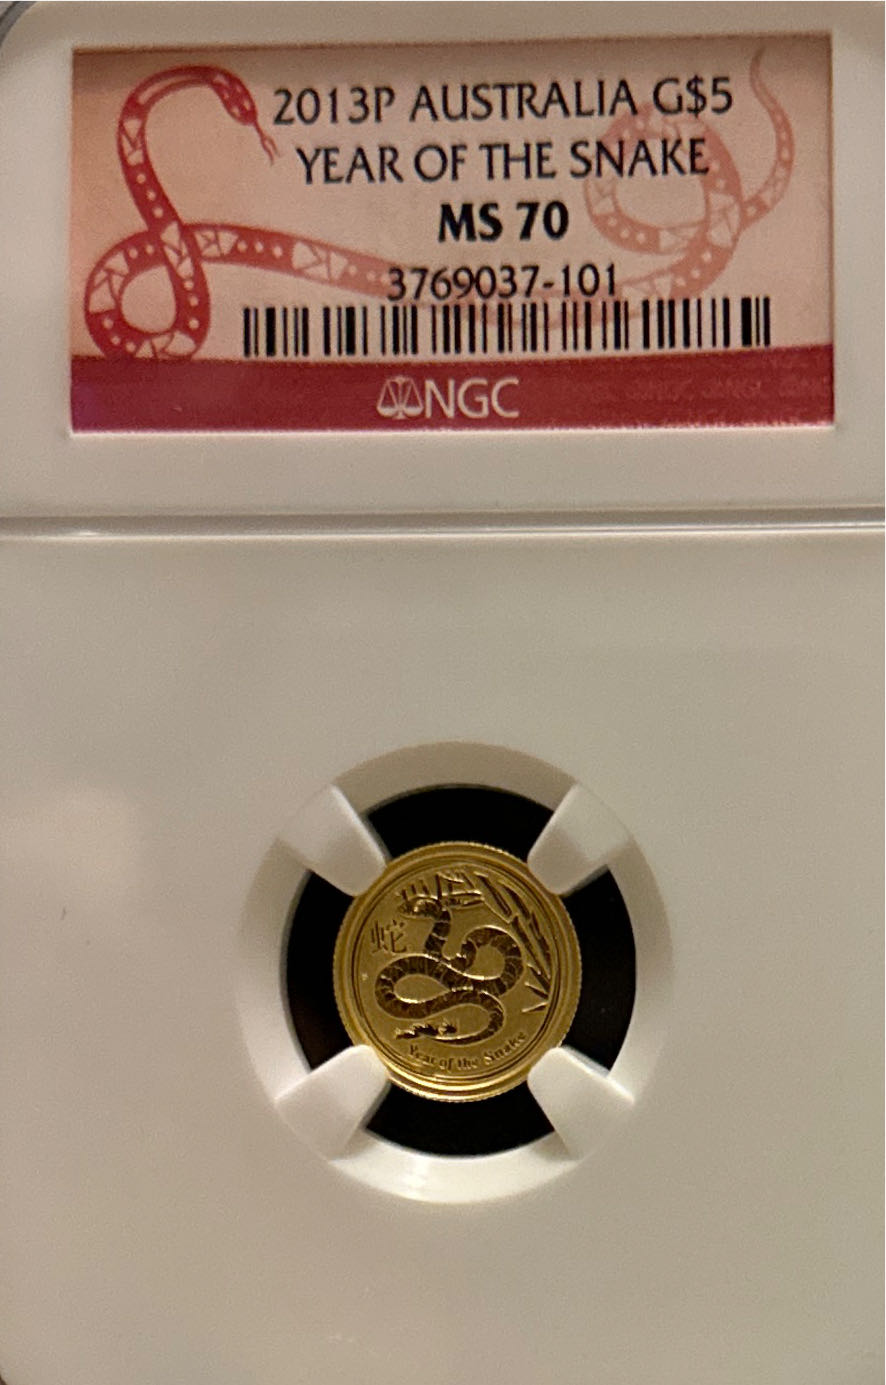 2013P AUSTRALIA G$5
YEAR OF THE SNAKE
MS 70
3769037-101
NGC
蛇
Year of the Snake